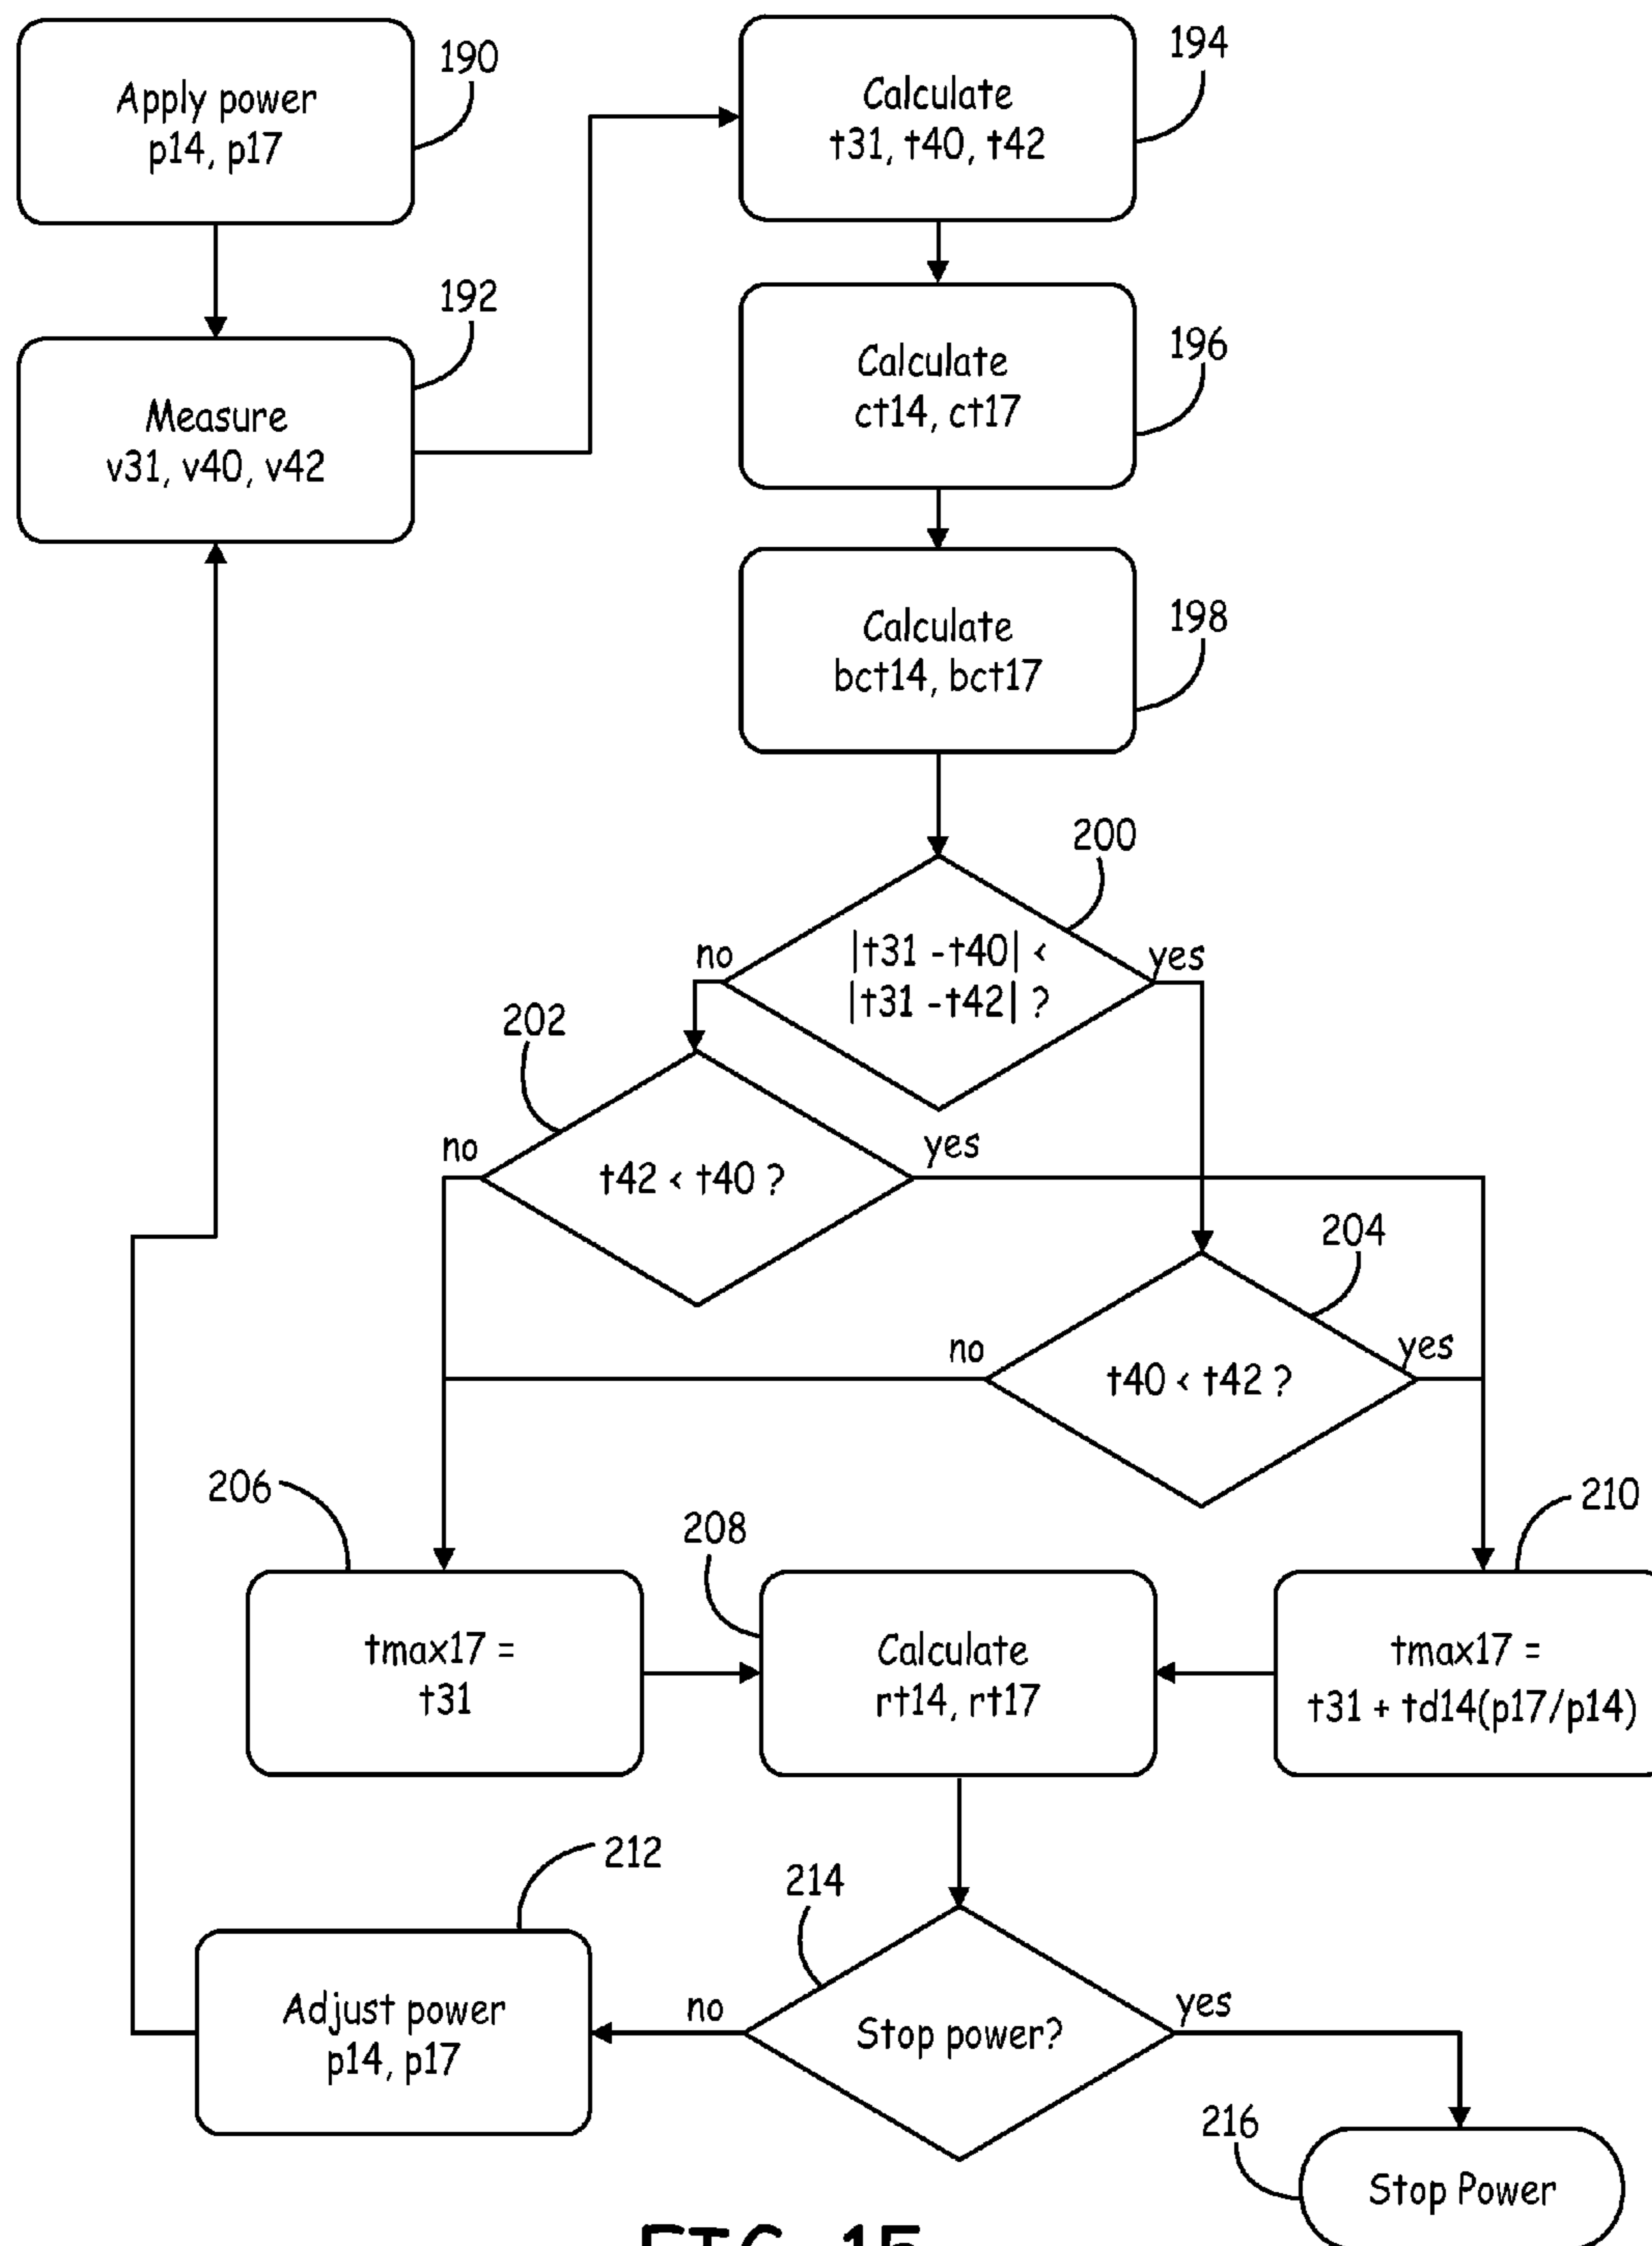 Apply power
p14, p17
190
Measure
v31, v40, v42
192
Calculate
t31, t40, t42
194
Calculate
ct14, ct17
196
Calculate
bct14, bct17
198
|t31 -t40| <
|t31 -t42| ?
200
no
yes
202
t42 < t40 ?
no
yes
204
t40 < t42 ?
no
yes
206
tmax17 =
t31
208
Calculate
rt14, rt17
210
tmax17 =
t31 + td14(p17/p14)
212
Adjust power
p14, p17
214
Stop power?
no
yes
216
Stop Power
FIG. 15